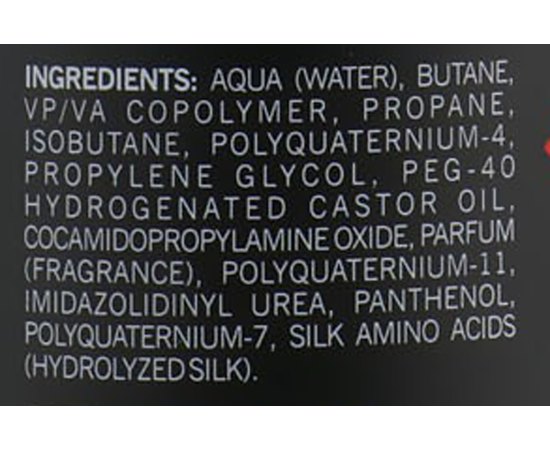 INGREDIENTS: AQUA (WATER), BUTANE,
VP/VA COPOLYMER, PROPANE,
ISOBUTANE, POLYQUATERNIUM-4,
PROPYLENE GLYCOL, PEG-40
HYDROGENATED CASTOR OIL,
COCAMIDOPROPYLAMINE OXIDE, PARFUM
(FRAGRANCE), POLYQUATERNIUM-11,
IMIDAZOLIDINYL UREA, PANTHENOL,
POLYQUATERNIUM-7, SILK AMINO ACIDS
(HYDROLYZED SILK).